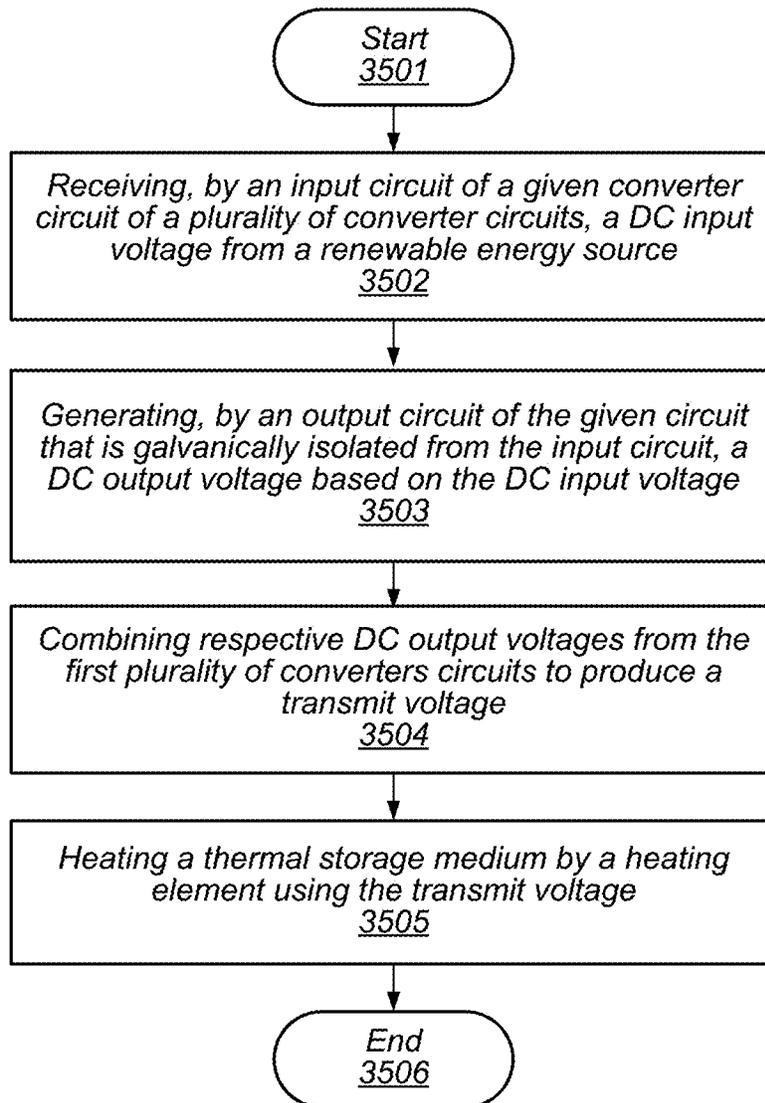 Start
3501
Receiving, by an input circuit of a given converter
circuit of a plurality of converter circuits, a DC input
voltage from a renewable energy source
3502
Generating, by an output circuit of the given circuit
that is galvanically isolated from the input circuit, a
DC output voltage based on the DC input voltage
3503
Combining respective DC output voltages from the
first plurality of converters circuits to produce a
transmit voltage
3504
Heating a thermal storage medium by a heating
element using the transmit voltage
3505
End
3506